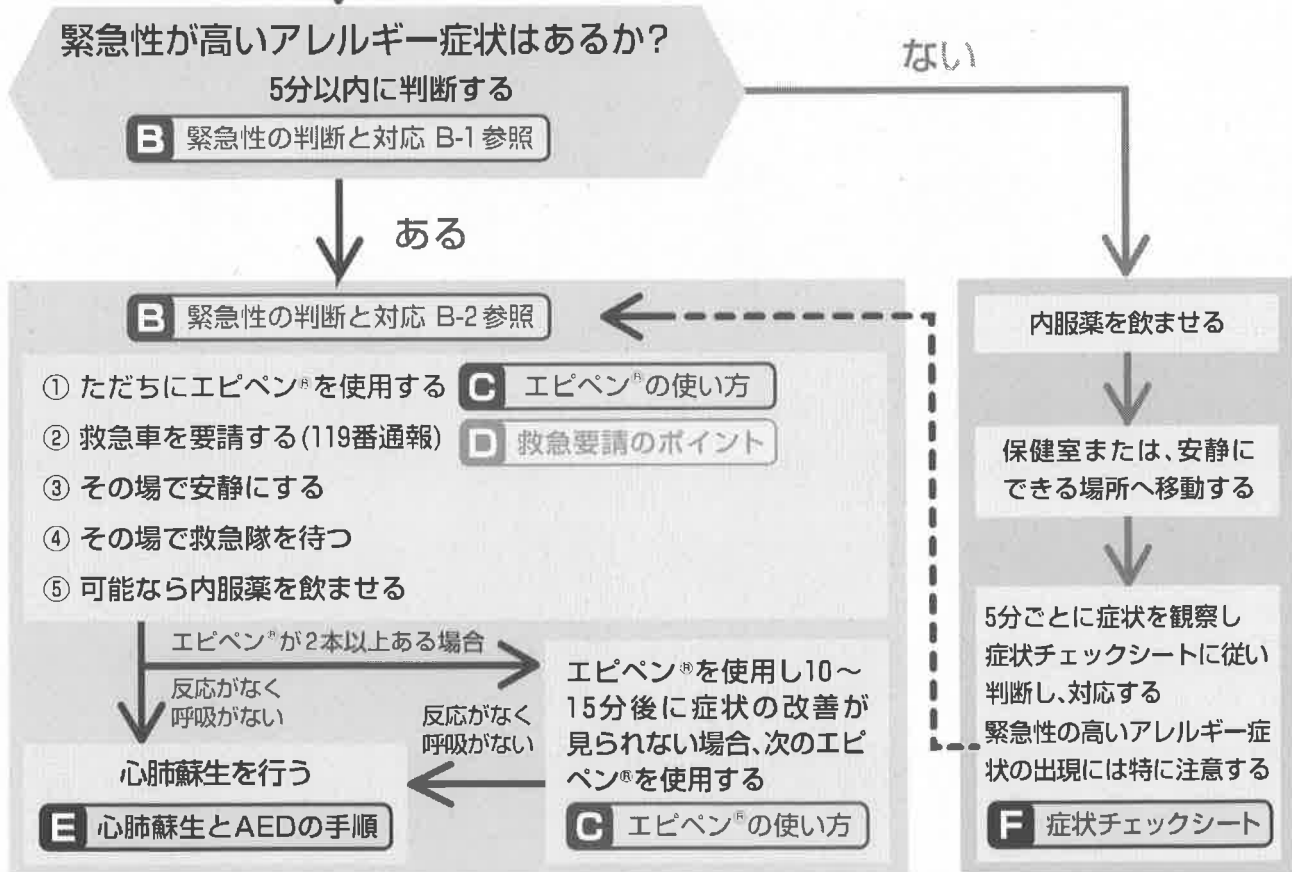 緊急性が高いアレルギー症状はあるか?
5分以内に判断する
B 緊急性の判断と対応 B-1参照
ない
ある
B 緊急性の判断と対応 B-2参照
① ただちにエピペン®を使用する C エピペン®の使い方
② 救急車を要請する(119番通報) D 救急要請のポイント
③ その場で安静にする
④ その場で救急隊を待つ
⑤ 可能なら内服薬を飲ませる
エピペン®が2本以上ある場合
反応がなく
呼吸がない
心肺蘇生を行う
E 心肺蘇生とAEDの手順
反応がなく
呼吸がない
エピペン®を使用し10〜
15分後に症状の改善が
見られない場合、次のエピ
ペン®を使用する
C エピペン®の使い方
内服薬を飲ませる
保健室または、安静に
できる場所へ移動する
5分ごとに症状を観察し
症状チェックシートに従い
判断し、対応する
緊急性の高いアレルギー症
状の出現には特に注意する
F 症状チェックシート